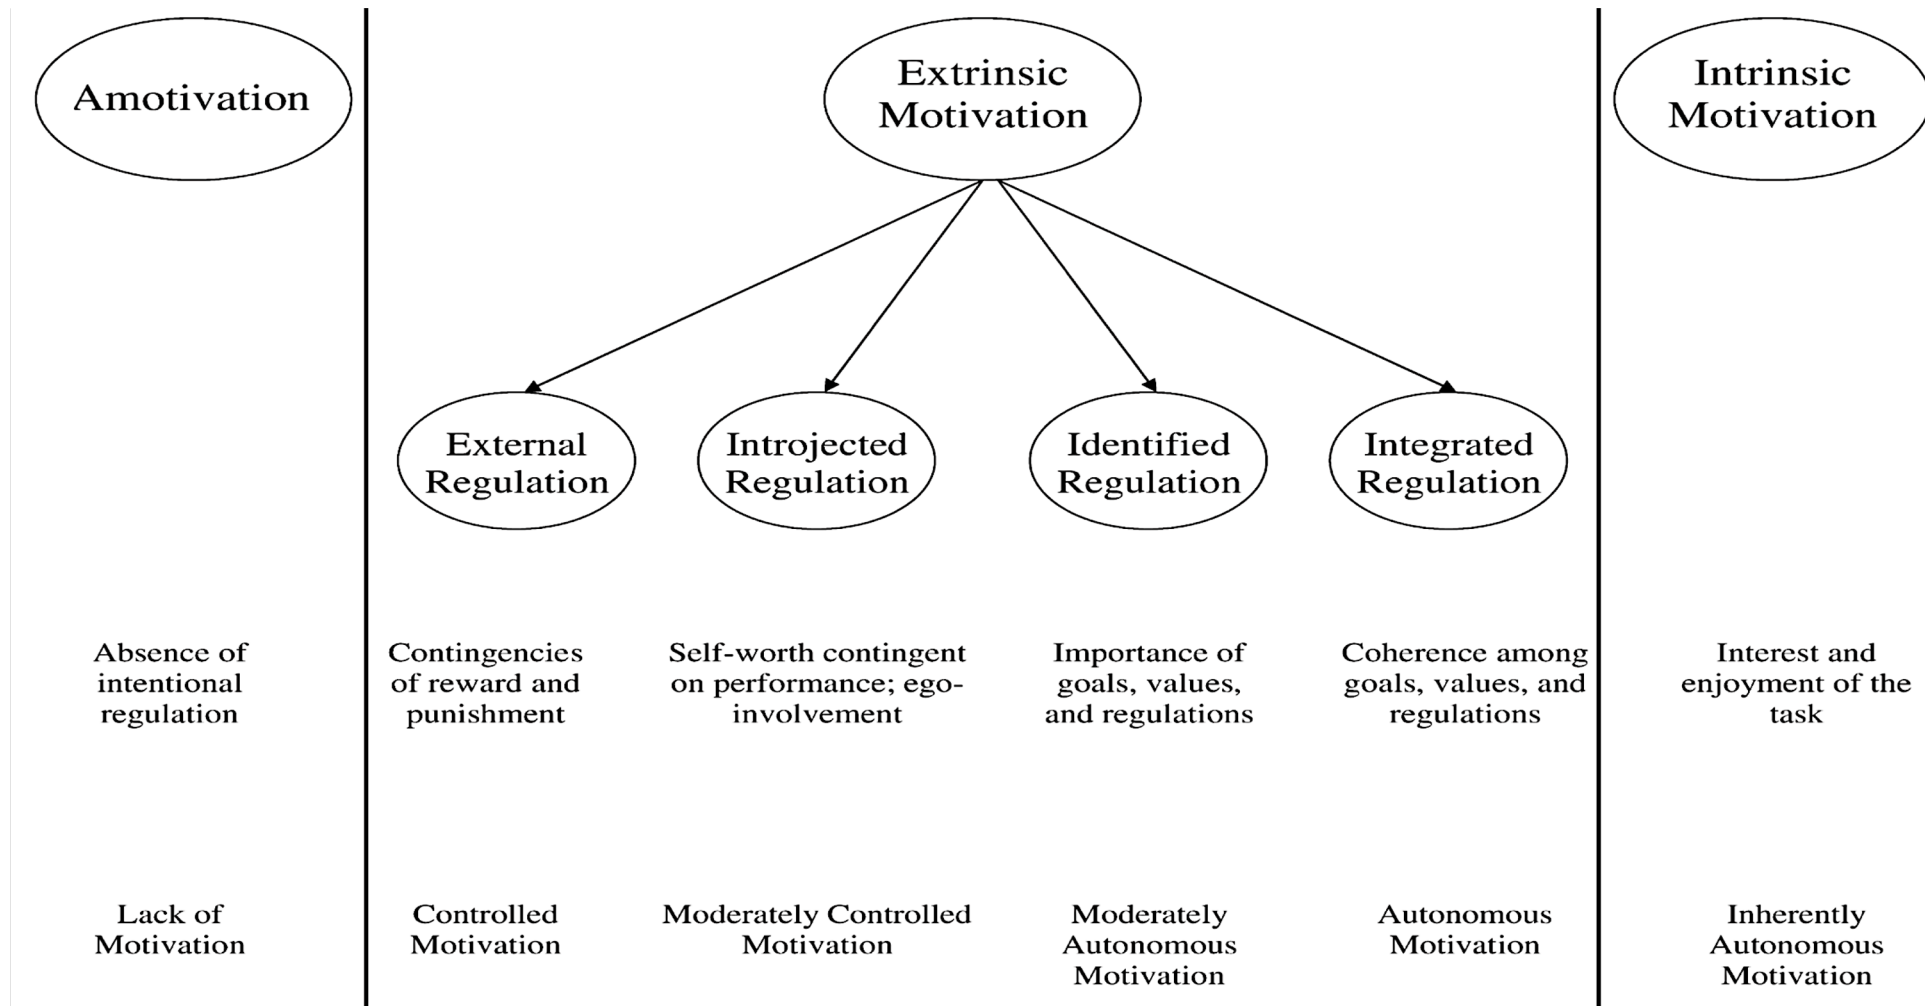 Amotivation
Extrinsic
Motivation
Intrinsic
Motivation
External
Regulation
Introjected
Regulation
Identified
Regulation
Integrated
Regulation
Absence of
intentional
regulation
Contingencies
of reward and
punishment
Self-worth contingent
on performance; ego-
involvement
Importance of
goals, values,
and regulations
Coherence among
goals, values, and
regulations
Interest and
enjoyment of the
task
Lack of
Motivation
Controlled
Motivation
Moderately Controlled
Motivation
Moderately
Autonomous
Motivation
Autonomous
Motivation
Inherently
Autonomous
Motivation